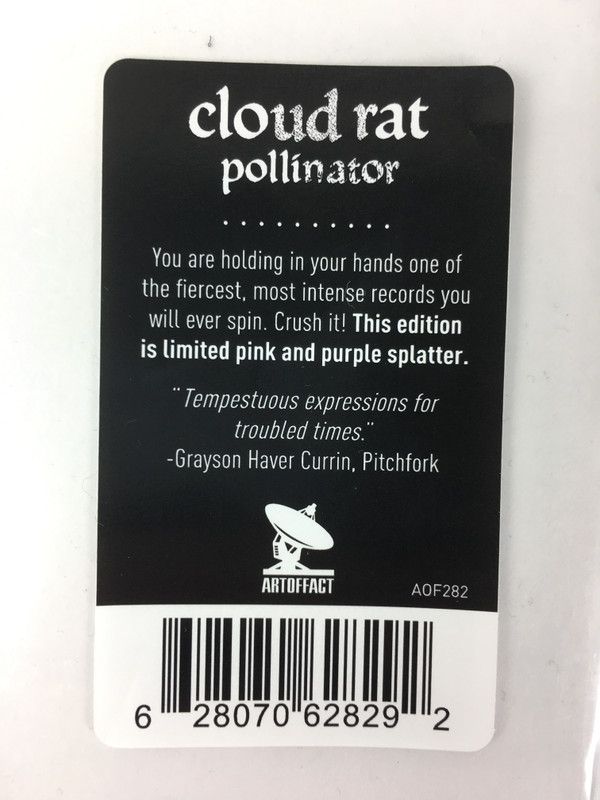 cloud rat
pollinator
..........
You are holding in your hands one of
the fiercest, most intense records you
will ever spin. Crush it! This edition
is limited pink and purple splatter.
¨Tempestuous expressions for
troubled times.¨
-Grayson Haver Currin, Pitchfork
ARTOFFACT
AOF282
6 28070 62829 2